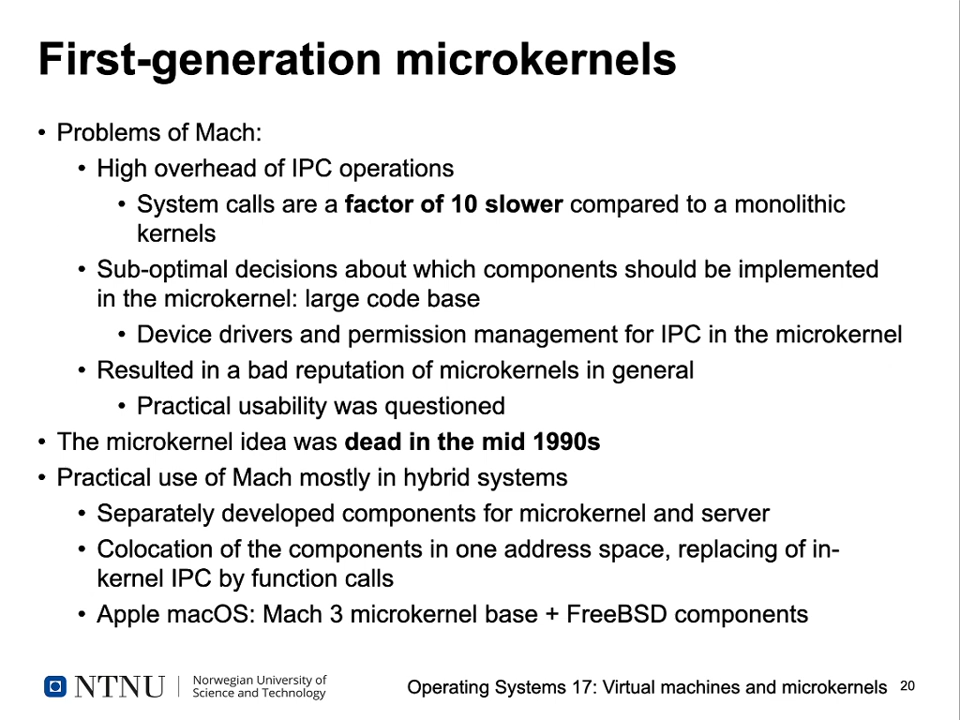 First-generation microkernels
• Problems of Mach:
• High overhead of IPC operations
• System calls are a factor of 10 slower compared to a monolithic
kernels
• Sub-optimal decisions about which components should be implemented
in the microkernel: large code base
• Device drivers and permission management for IPC in the microkernel
• Resulted in a bad reputation of microkernels in general
• Practical usability was questioned
• The microkernel idea was dead in the mid 1990s
• Practical use of Mach mostly in hybrid systems
• Separately developed components for microkernel and server
• Colocation of the components in one address space, replacing of in-
kernel IPC by function calls
• Apple macOS: Mach 3 microkernel base + FreeBSD components
NTNU
Norwegian University of
Science and Technology
Operating Systems 17: Virtual machines and microkernels 20